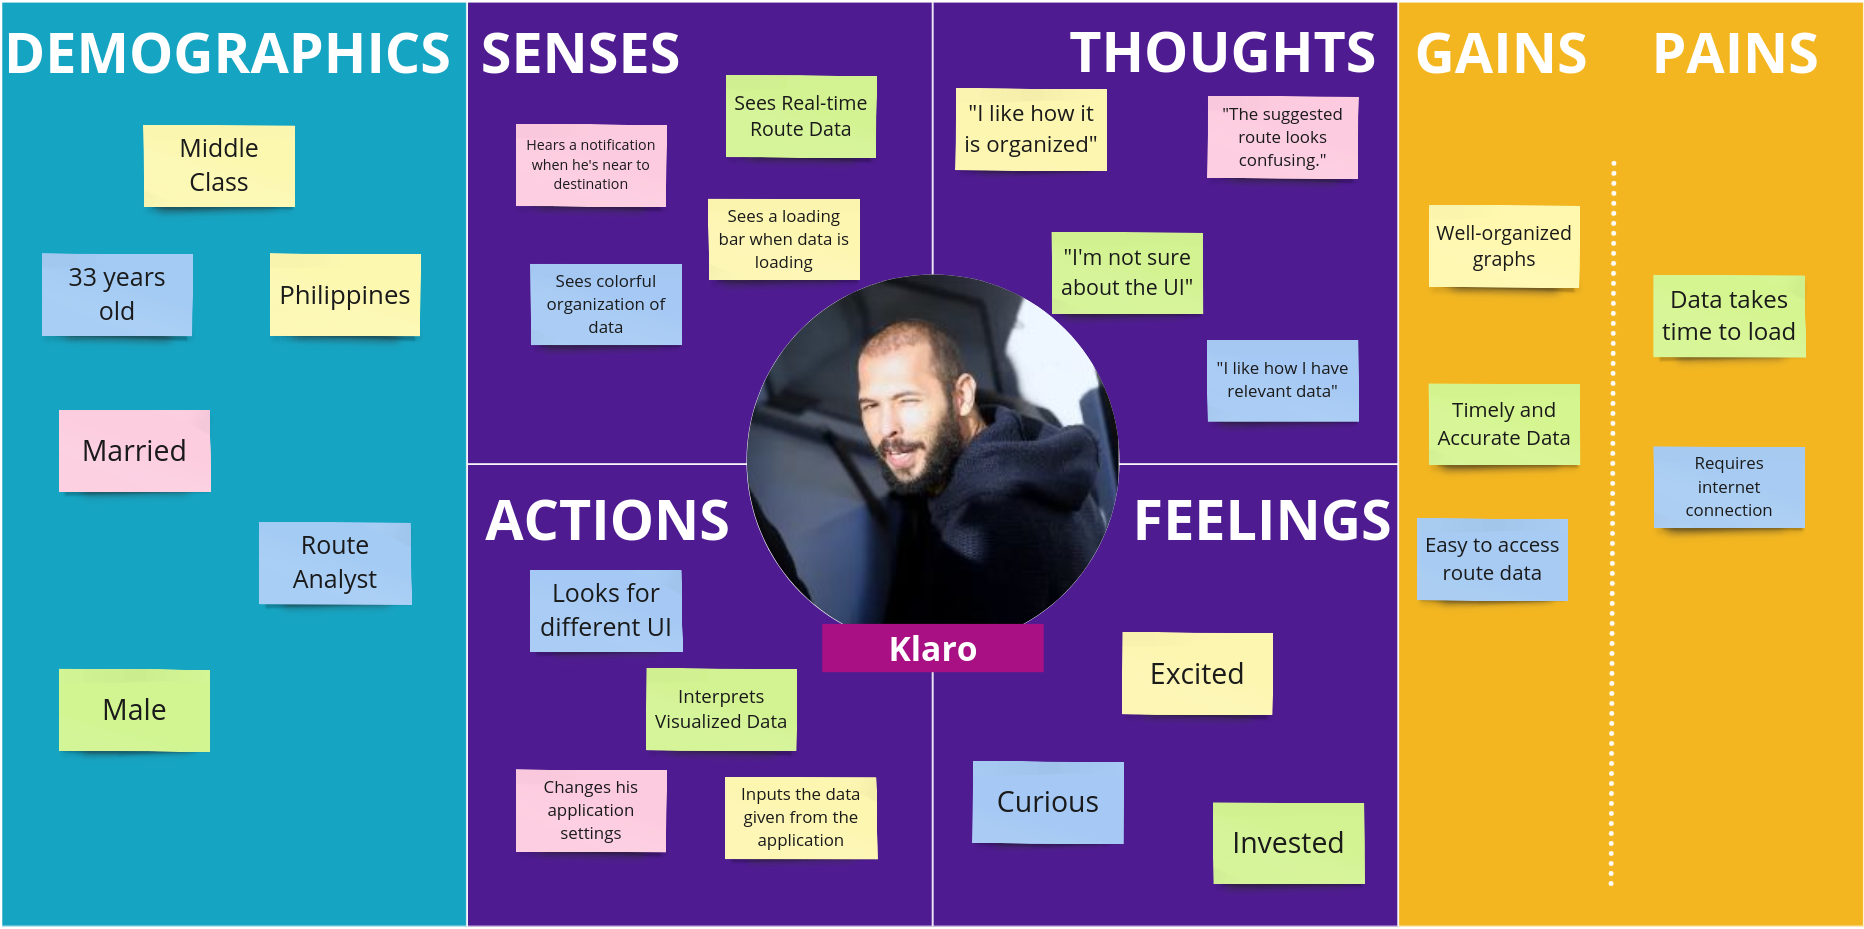 DEMOGRAPHICS
Middle
Class
33 years
old
Philippines
Married
Route
Analyst
Male
SENSES
Sees Real-time
Route Data
Hears a notification
when he's near to
destination
Sees a loading
bar when data is
loading
Sees colorful
organization of
data
THOUGHTS
"I like how it
is organized"
"The suggested
route looks
confusing."
"I'm not sure
about the UI"
"I like how I have
relevant data"
Klaro
ACTIONS
Looks for
different UI
Interprets
Visualized Data
Changes his
application
settings
Inputs the data
given from the
application
FEELINGS
Excited
Curious
Invested
GAINS
Well-organized
graphs
Timely and
Accurate Data
Easy to access
route data
PAINS
Data takes
time to load
Requires
internet
connection